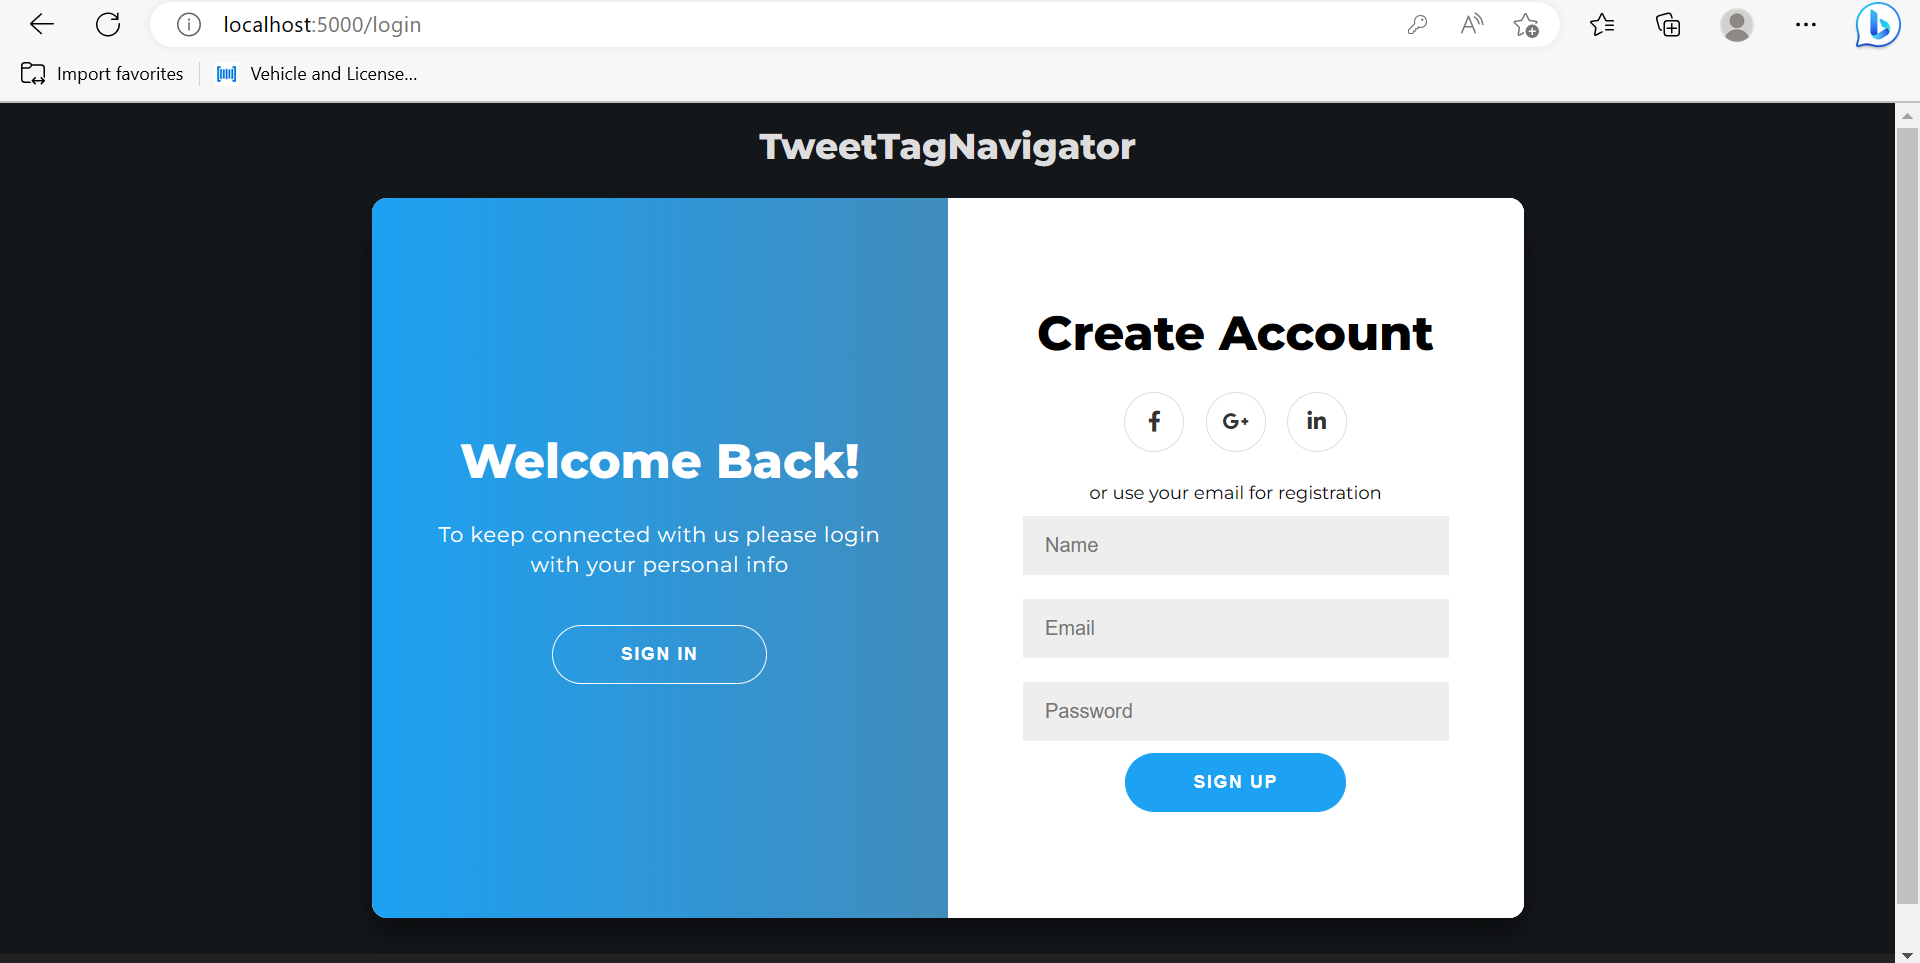 localhost:5000/login
Import favorites
Vehicle and License...
TweetTagNavigator
Welcome Back!
To keep connected with us please login
with your personal info
SIGN IN
Create Account
f
G+
in
or use your email for registration
Name
Email
Password
SIGN UP